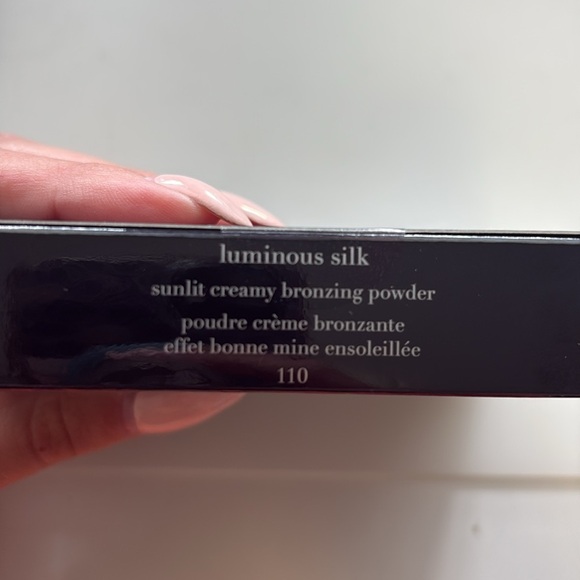 luminous silk
sunlit creamy bronzing powder
poudre crème bronzante
effet bonne mine ensoleillée
110